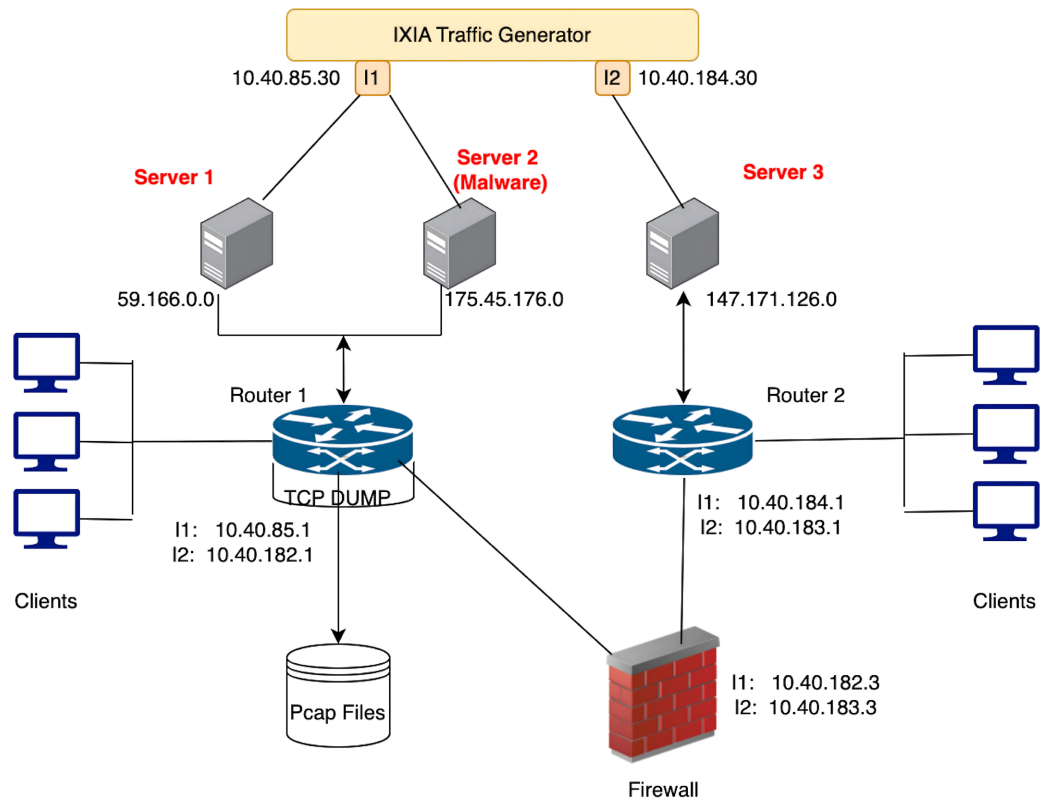 IXIA Traffic Generator
10.40.85.30
I1
I2
10.40.184.30
Server 1
Server 2
(Malware)
Server 3
59.166.0.0
175.45.176.0
147.171.126.0
Router 1
Router 2
TCP DUMP
I1: 10.40.85.1
I2: 10.40.182.1
I1: 10.40.184.1
I2: 10.40.183.1
Clients
Clients
Pcap Files
I1: 10.40.182.3
I2: 10.40.183.3
Firewall